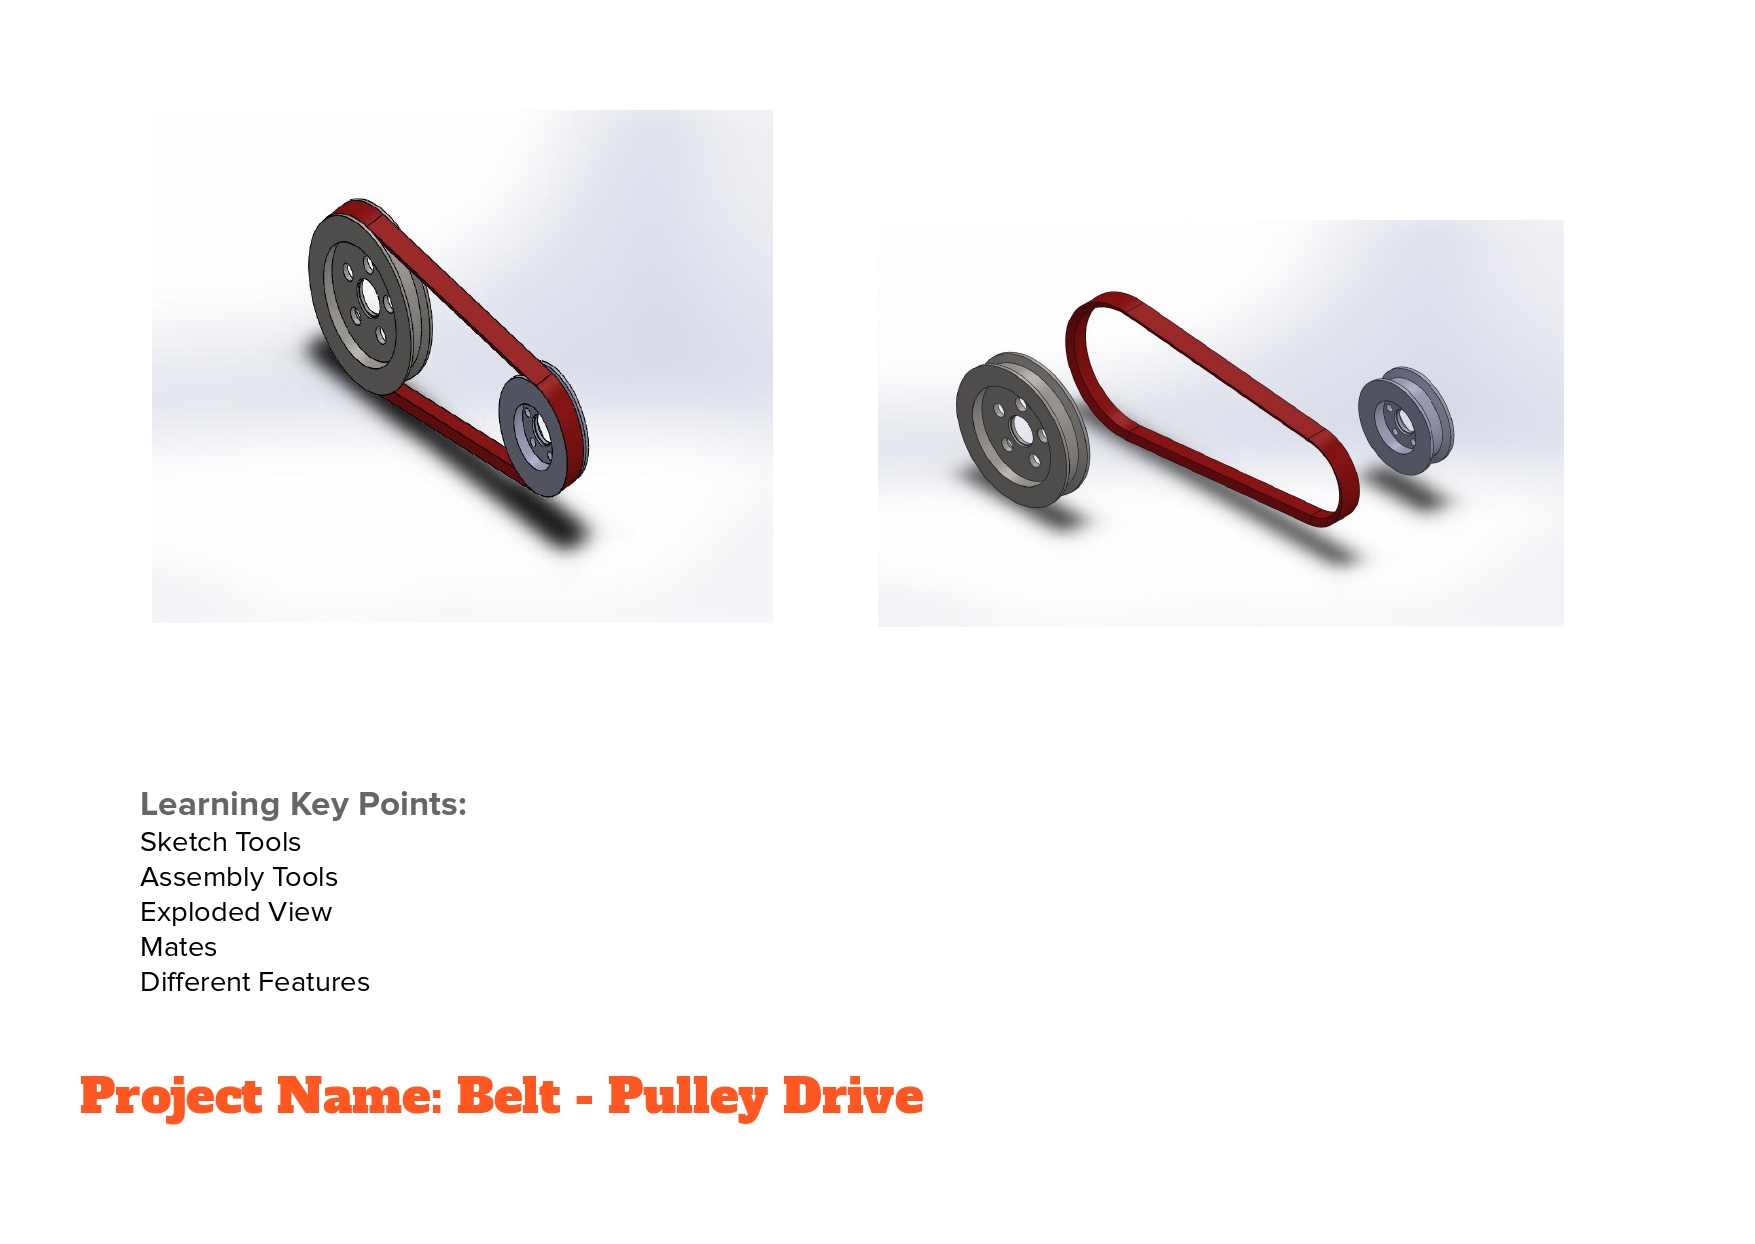 Learning Key Points:
Sketch Tools
Assembly Tools
Exploded View
Mates
Different Features
Project Name: Belt - Pulley Drive